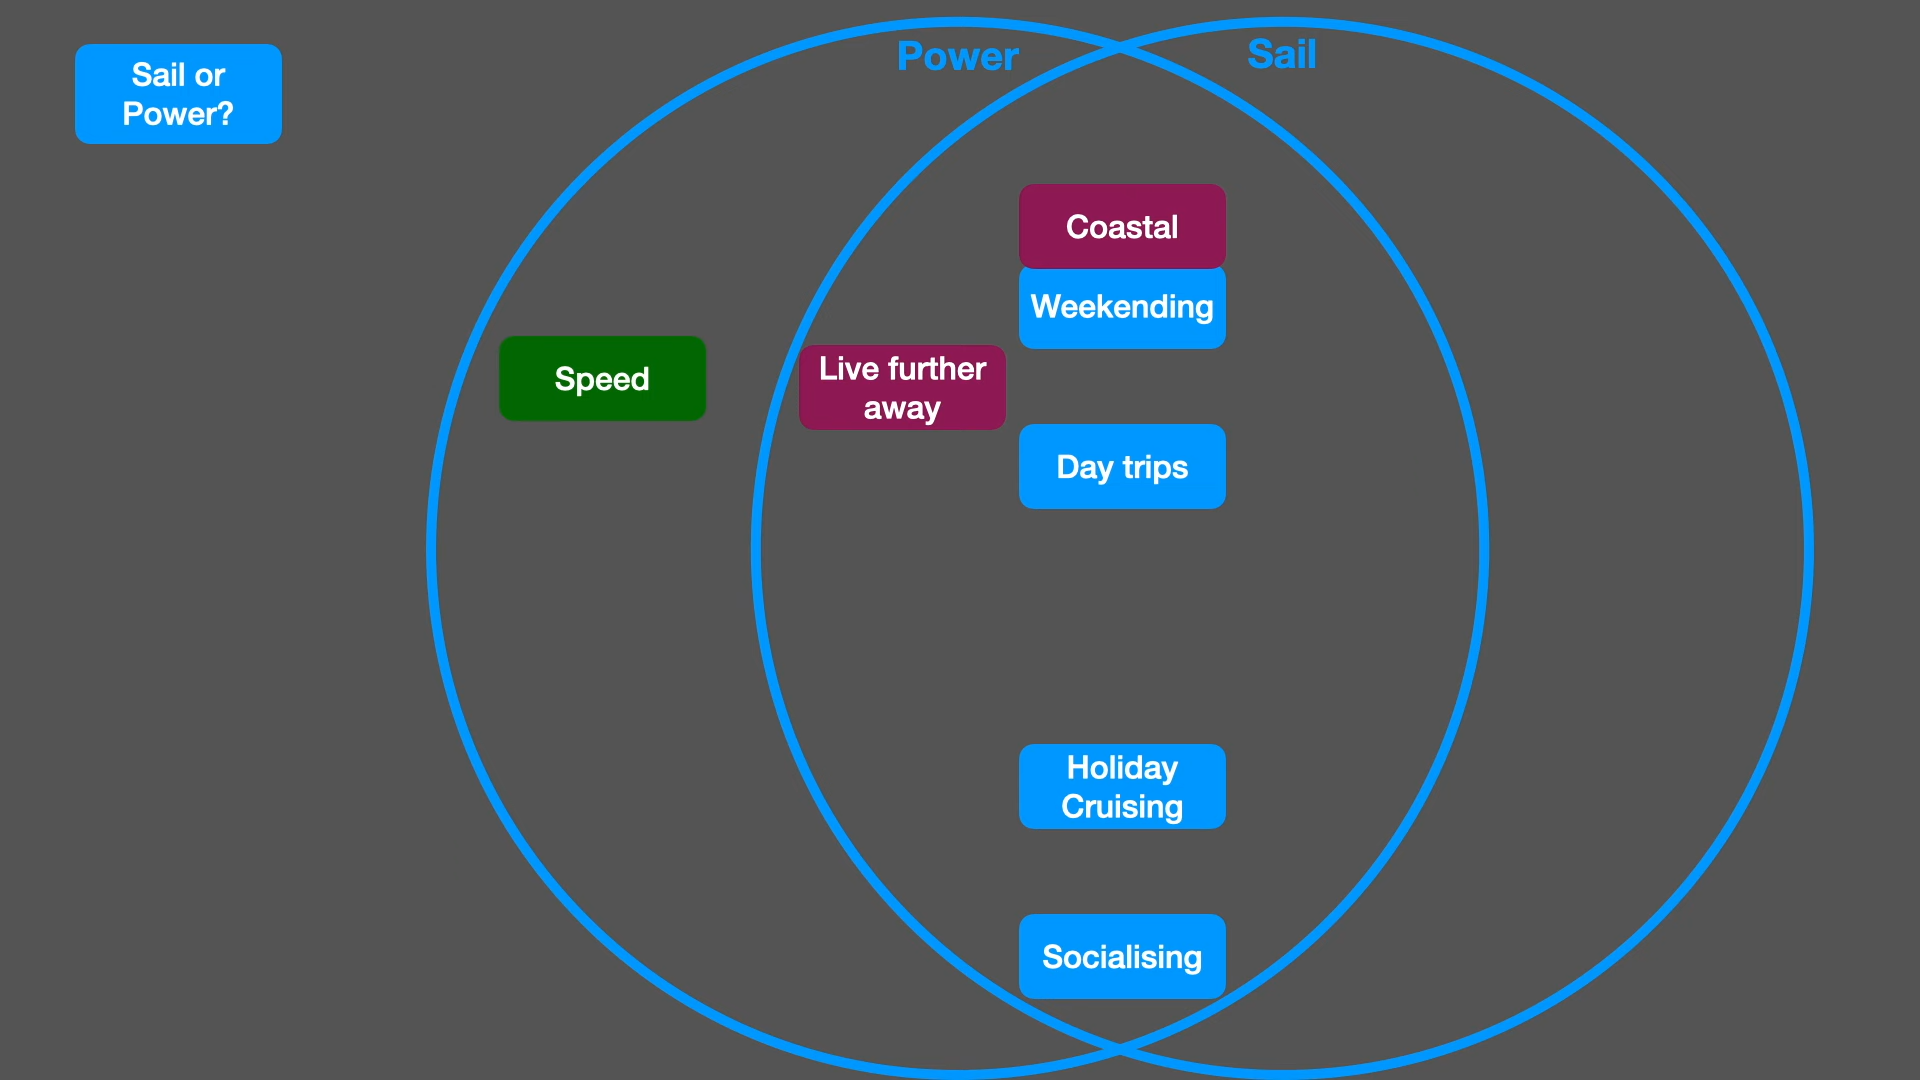 Sail or
Power?
Power
Sail
Coastal
Weekending
Speed
Live further
away
Day trips
Holiday
Cruising
Socialising